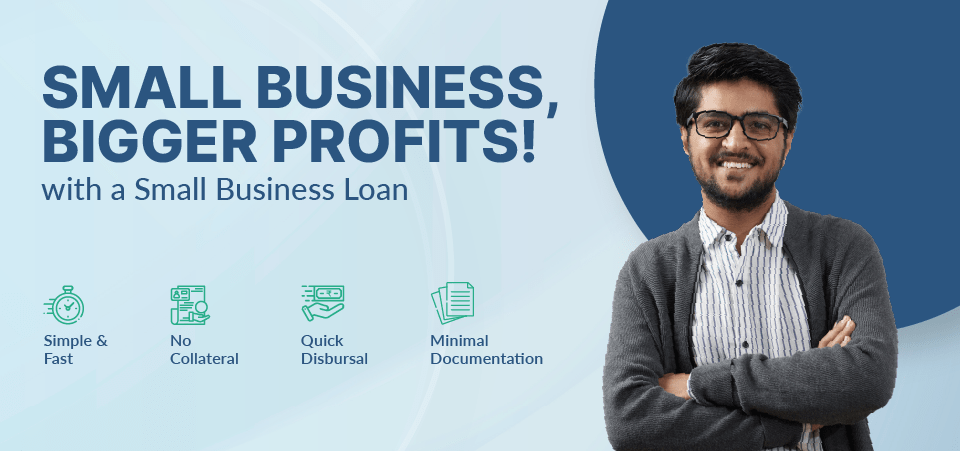 SMALL BUSINESS,
BIGGER PROFITS!
with a Small Business Loan
Simple &
Fast
No
Collateral
Quick
Disbursal
Minimal
Documentation